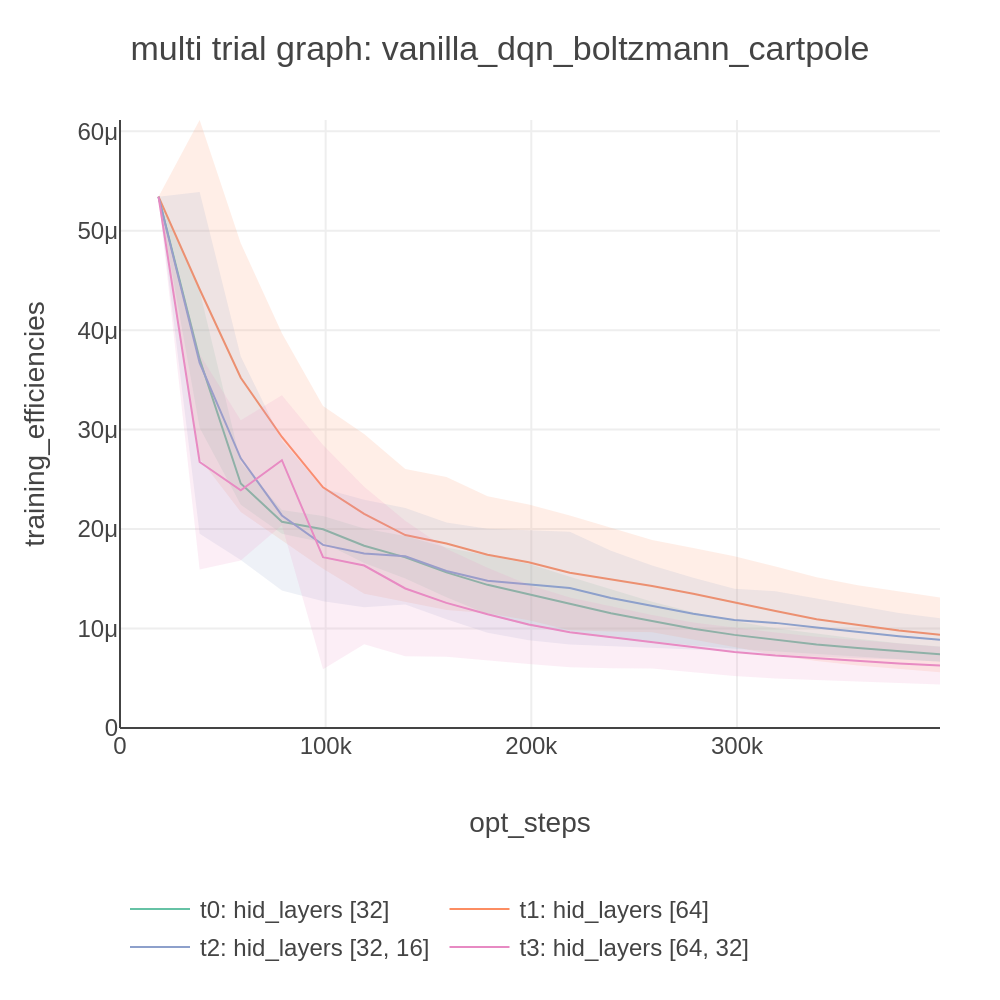 multi trial graph: vanilla_dqn_boltzmann_cartpole
60μ
50μ
40μ
30μ
20μ
10μ
0
training_efficiencies
0
100k
200k
300k
opt_steps
t0: hid_layers [32]
t1: hid_layers [64]
t2: hid_layers [32, 16]
t3: hid_layers [64, 32]